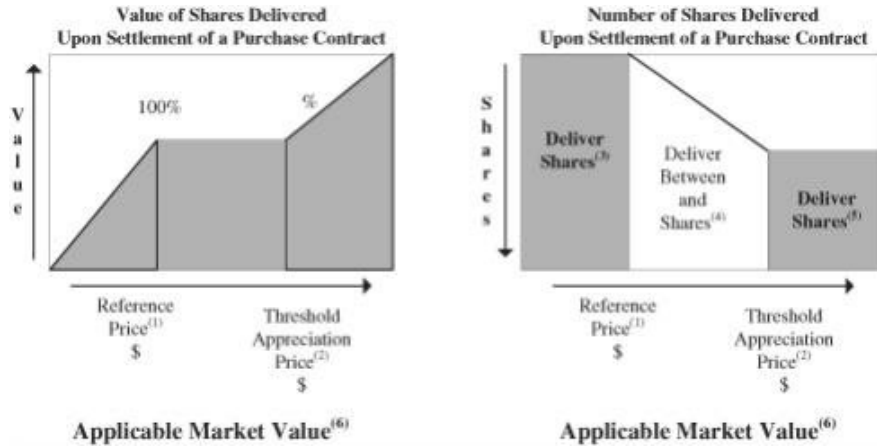 Value of Shares Delivered
Upon Settlement of a Purchase Contract
Value
100%
%
Reference
Price(1)
$
Threshold
Appreciation
Price(2)
$
Applicable Market Value(6)
Number of Shares Delivered
Upon Settlement of a Purchase Contract
Shares
Deliver
Shares(3)
Deliver
Between
and
Shares(4)
Deliver
Shares(5)
Reference
Price(1)
$
Threshold
Appreciation
Price(2)
$
Applicable Market Value(6)